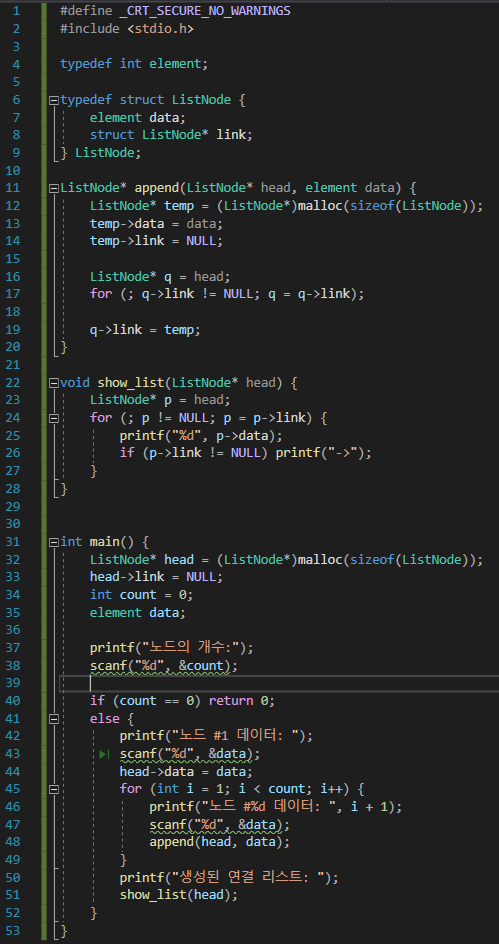 1 #define _CRT_SECURE_NO_WARNINGS
2 #include <stdio.h>
3
4 typedef int element;
5
6 typedef struct ListNode {
7 element data;
8 struct ListNode* link;
9 } ListNode;
10
11 ListNode* append(ListNode* head, element data) {
12 ListNode* temp = (ListNode*)malloc(sizeof(ListNode));
13 temp->data = data;
14 temp->link = NULL;
15
16 ListNode* q = head;
17 for (; q->link != NULL; q = q->link);
18
19 q->link = temp;
20 }
21
22 void show_list(ListNode* head) {
23 ListNode* p = head;
24 for (; p != NULL; p = p->link) {
25 printf("%d", p->data);
26 if (p->link != NULL) printf("->");
27 }
28 }
29
30
31 int main() {
32 ListNode* head = (ListNode*)malloc(sizeof(ListNode));
33 head->link = NULL;
34 int count = 0;
35 element data;
36
37 printf("노드의 개수:");
38 scanf("%d", &count);
39
40 if (count == 0) return 0;
41 else {
42 printf("노드 #1 데이터: ");
43 scanf("%d", &data);
44 head->data = data;
45 for (int i = 1; i < count; i++) {
46 printf("노드 #%d 데이터: ", i + 1);
47 scanf("%d", &data);
48 append(head, data);
49 }
50 printf("생성된 연결 리스트: ");
51 show_list(head);
52 }
53 }